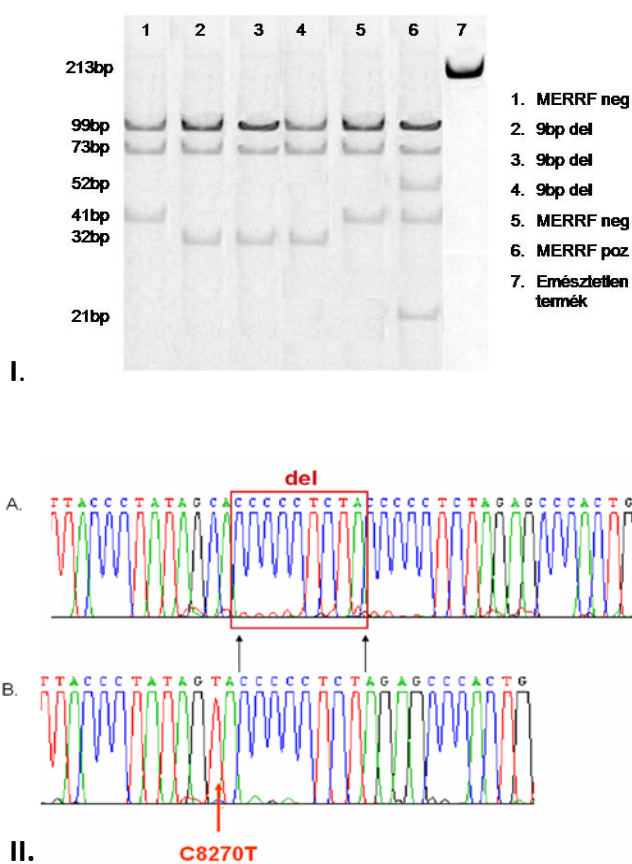 1 2 3 4 5 6 7
213bp
99bp
73bp
52bp
41bp
32bp
21bp
1. MERRF neg
2. 9bp del
3. 9bp del
4. 9bp del
5. MERRF neg
6. MERRF poz
7. Emésztetlen
termék
I.
del
A.
T T A C C C T A T A G C A C C C C C T C T A C C C C C T C T A G A G C C C A C T G
B.
T T A C C C T A T A G T A C C C C C T C T A G A G C C C A C T G
C8270T
II.